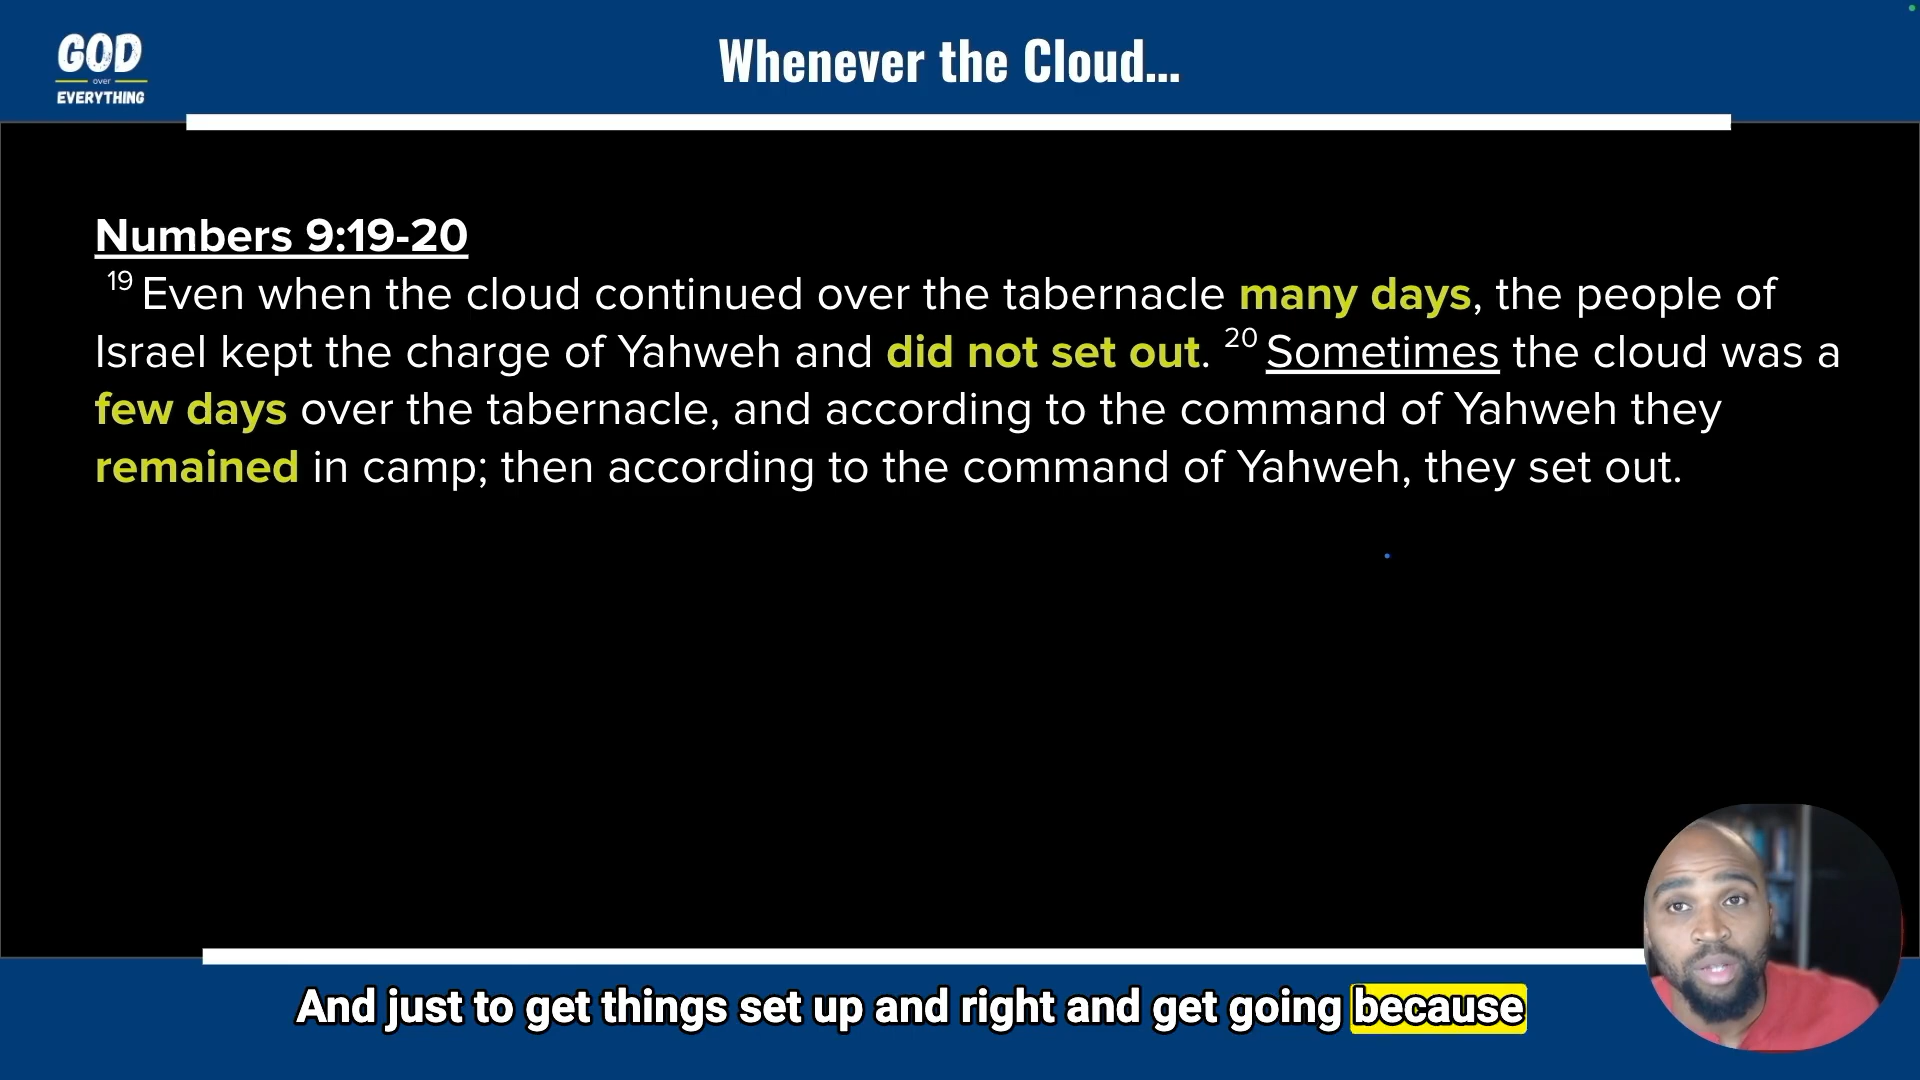 GOD
over
EVERYTHING
Whenever the Cloud...
Numbers 9:19-20
19 Even when the cloud continued over the tabernacle many days, the people of
Israel kept the charge of Yahweh and did not set out. 20 Sometimes the cloud was a
few days over the tabernacle, and according to the command of Yahweh they
remained in camp; then according to the command of Yahweh, they set out.
And just to get things set up and right and get going because